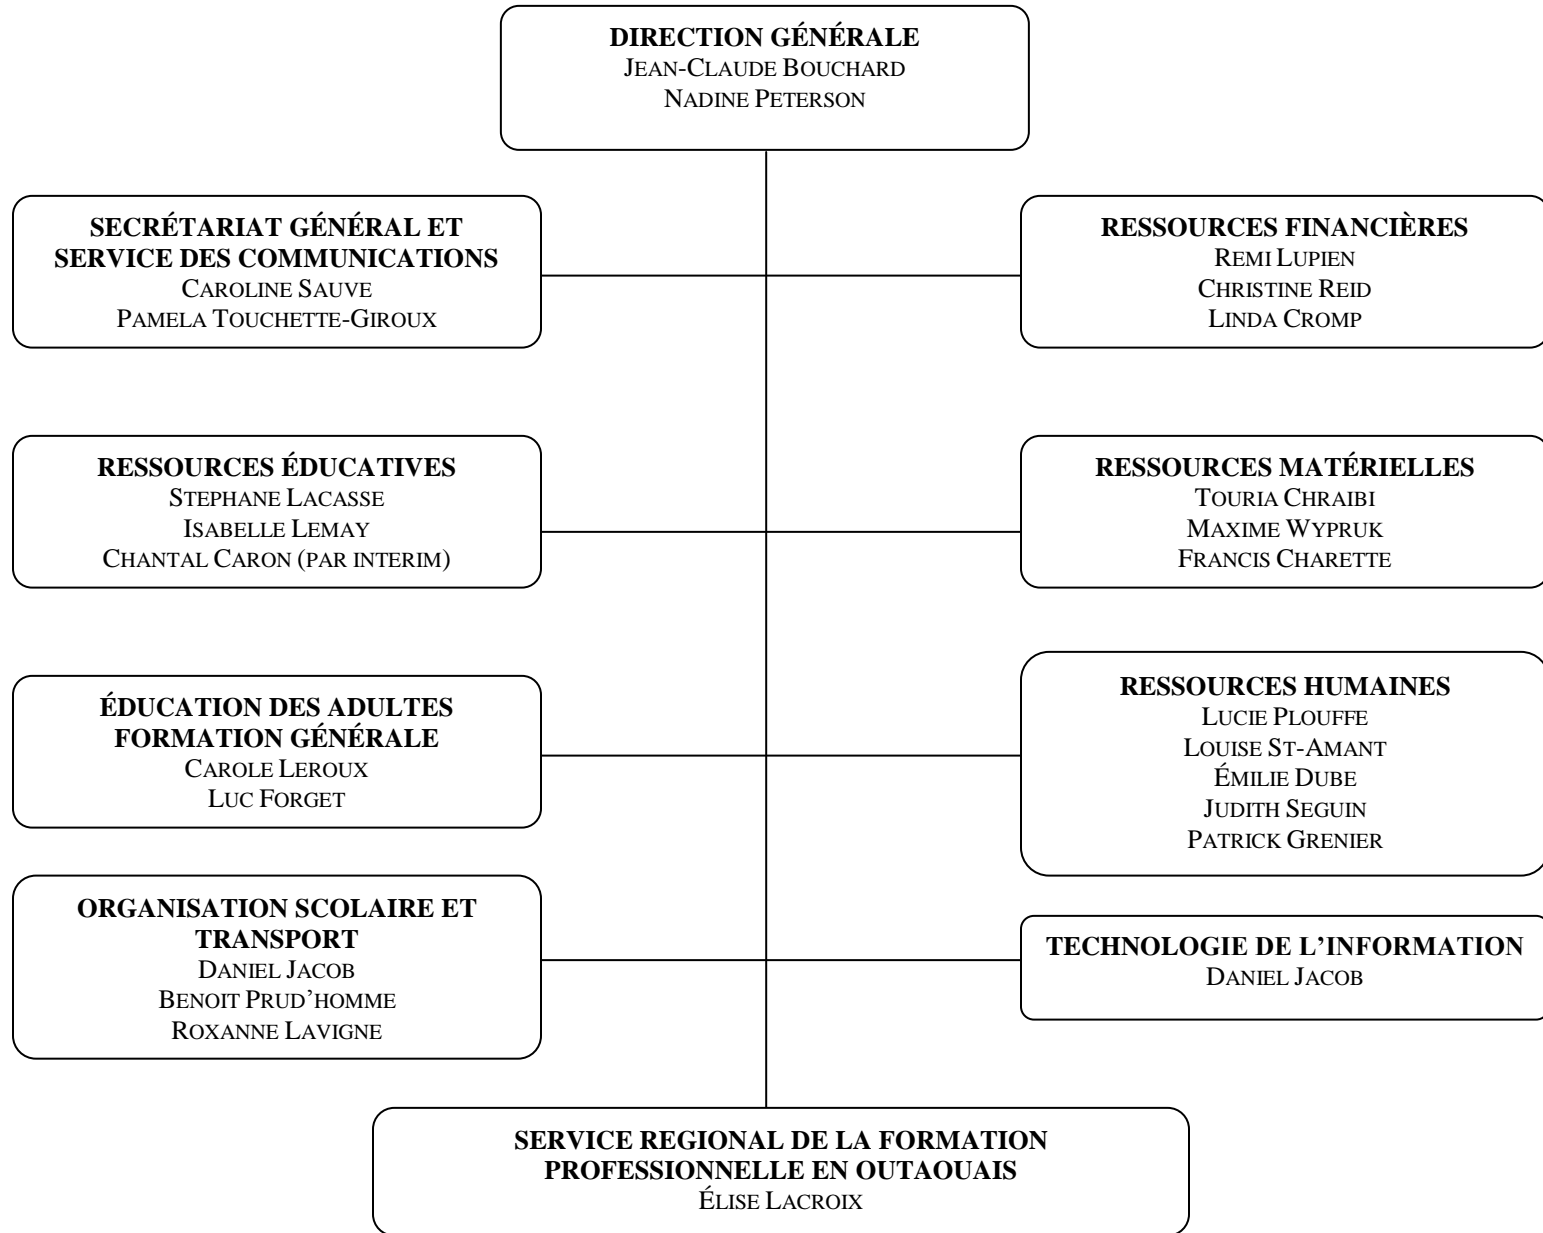 DIRECTION GÉNÉRALE
JEAN-CLAUDE BOUCHARD
NADINE PETERSON
SECRÉTARIAT GÉNÉRAL ET
SERVICE DES COMMUNICATIONS
CAROLINE SAUVE
PAMELA TOUCHETTE-GIROUX
RESSOURCES FINANCIÈRES
REMI LUPIEN
CHRISTINE REID
LINDA CROMP
RESSOURCES ÉDUCATIVES
STEPHANE LACASSE
ISABELLE LEMAY
CHANTAL CARON (PAR INTERIM)
RESSOURCES MATÉRIELLES
TOURIA CHRAIBI
MAXIME WYPRUK
FRANCIS CHARETTE
ÉDUCATION DES ADULTES
FORMATION GÉNÉRALE
CAROLE LEROUX
LUC FORGET
RESSOURCES HUMAINES
LUCIE PLOUFFE
LOUISE ST-AMANT
ÉMILIE DUBE
JUDITH SEGUIN
PATRICK GRENIER
ORGANISATION SCOLAIRE ET
TRANSPORT
DANIEL JACOB
BENOIT PRUD’HOMME
ROXANNE LAVIGNE
TECHNOLOGIE DE L’INFORMATION
DANIEL JACOB
SERVICE REGIONAL DE LA FORMATION
PROFESSIONNELLE EN OUTAOUAIS
ÉLISE LACROIX